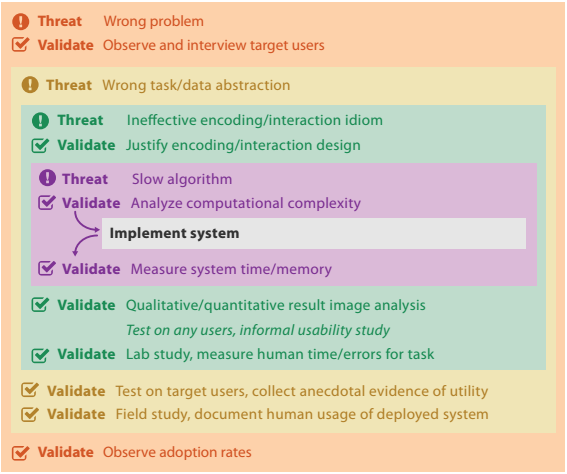 Threat Wrong problem
Validate Observe and interview target users
Threat Wrong task/data abstraction
Threat Ineffective encoding/interaction idiom
Validate Justify encoding/interaction design
Threat Slow algorithm
Validate Analyze computational complexity
Implement system
Validate Measure system time/memory
Validate Qualitative/quantitative result image analysis
Test on any users, informal usability study
Validate Lab study, measure human time/errors for task
Validate Test on target users, collect anecdotal evidence of utility
Validate Field study, document human usage of deployed system
Validate Observe adoption rates